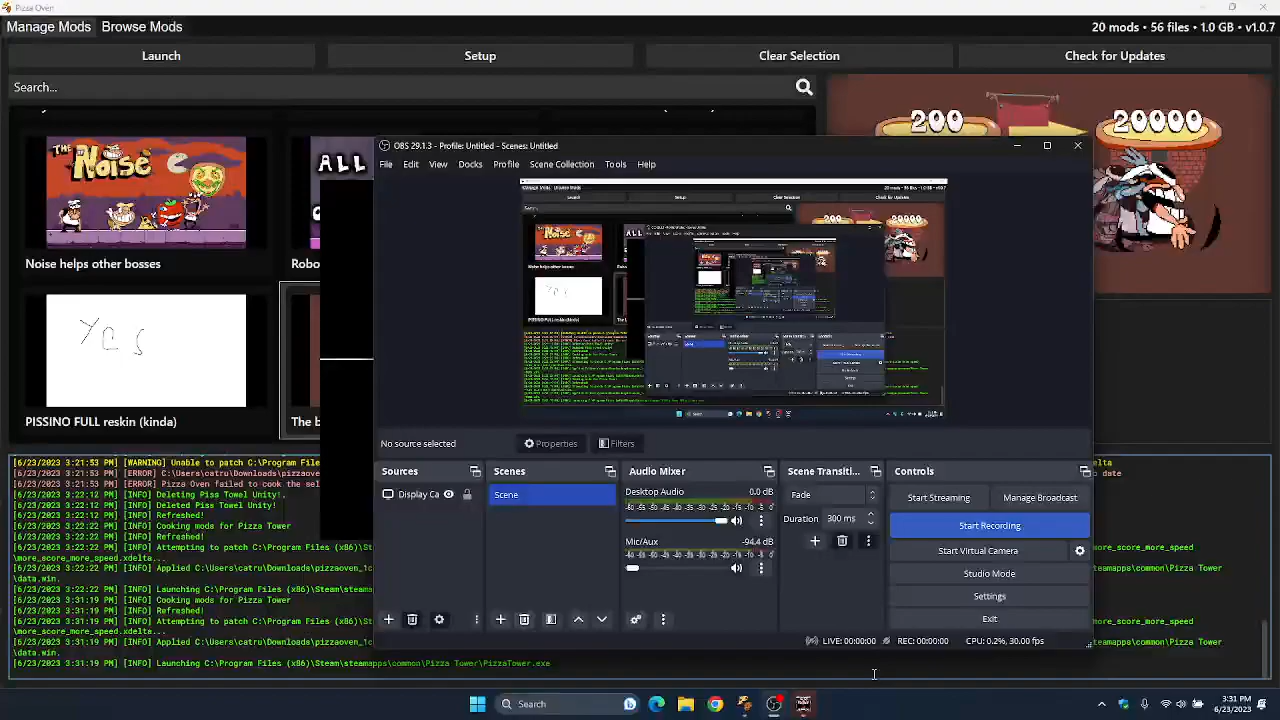 Pizza Oven
Manage Mods Browse Mods
20 mods • 56 files • 1.0 GB • v1.0.7
Launch
Setup
Clear Selection
Check for Updates
Search...
THE Noise
ALL
200
20000
Noise helps other bosses
Robo
yes
PISSINO FULL reskin (kinda)
The b
OBS 29.1.3 - Profile: Untitled - Scenes: Untitled
File Edit View Docks Profile Scene Collection Tools Help
No source selected
Properties
Filters
Sources
Scenes
Audio Mixer
Scene Transiti...
Controls
Display Ca
Scene
Desktop Audio 0.0 dB
Mic/Aux -94.4 dB
Fade
Duration 300 ms
Start Streaming
Manage Broadcast
Start Recording
Start Virtual Camera
Studio Mode
Settings
Exit
LIVE: 00:00:00
REC: 00:00:00
CPU: 0.2%, 30.00 fps
[6/23/2023 3:21:53 PM] [WARNING] Unable to patch C:\Program File
[6/23/2023 3:21:53 PM] [ERROR] C:\Users\catru\Downloads\pizzaove
[6/23/2023 3:21:53 PM] [ERROR] Pizza Oven failed to cook the sel
[6/23/2023 3:22:12 PM] [INFO] Deleting Piss Towel Unity!.
[6/23/2023 3:22:12 PM] [INFO] Deleted Piss Towel Unity!
[6/23/2023 3:22:12 PM] [INFO] Refreshed!
[6/23/2023 3:22:22 PM] [INFO] Cooking mods for Pizza Tower
[6/23/2023 3:22:22 PM] [INFO] Refreshed!
[6/23/2023 3:22:22 PM] [INFO] Attempting to patch C:\Program Files (x86)\St
more_score_more_speed
\more_score_more_speed.xdelta...
[6/23/2023 3:22:22 PM] [INFO] Applied C:\Users\catru\Downloads\pizzaoven_1c
eamapps\common\Pizza Tower
\data.win.
[6/23/2023 3:22:22 PM] [INFO] Launching C:\Program Files (x86)\Steam\steama
[6/23/2023 3:31:19 PM] [INFO] Cooking mods for Pizza Tower
[6/23/2023 3:31:19 PM] [INFO] Refreshed!
[6/23/2023 3:31:19 PM] [INFO] Attempting to patch C:\Program Files (x86)\St
more_score_more_speed
\more_score_more_speed.xdelta...
[6/23/2023 3:31:19 PM] [INFO] Applied C:\Users\catru\Downloads\pizzaoven_1c
eamapps\common\Pizza Tower
\data.win.
[6/23/2023 3:31:19 PM] [INFO] Launching C:\Program Files (x86)\Steam\steamapps\common\Pizza Tower\PizzaTower.exe
Search
3:31 PM
6/23/2023